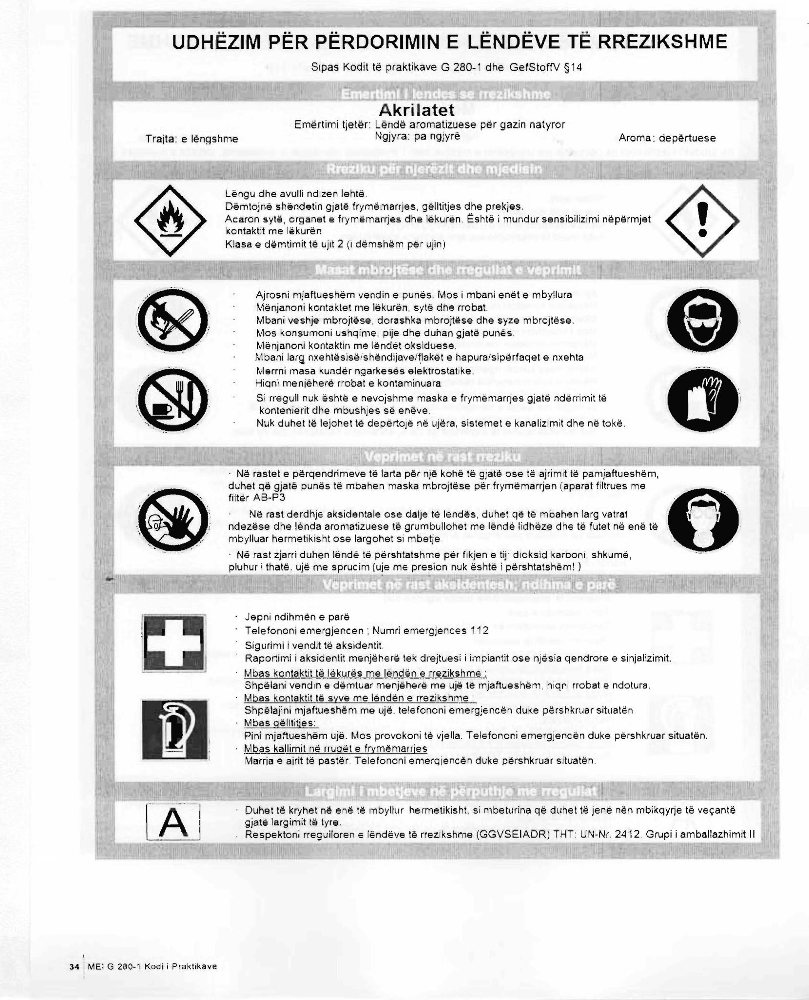 UDHËZIM PËR PËRDORIMIN E LËNDËVE TË RREZIKSHME
Sipas Kodit të praktikave G 280-1 dhe GefStoffV §14
Emertimi i lendes se rrezikshme
Akrilatet
Emërtimi tjetër: Lëndë aromatizuese për gazin natyror
Trajta: e lëngshme Ngjyra: pa ngjyrë Aroma: depërtuese
Rreziku për njerëzit dhe mjedisin
Lëngu dhe avulli ndizen lehtë.
Dëmtojnë shëndetin gjatë frymëmarrjes, gëlltitjes dhe prekjes.
Acaron sytë, organet e frymëmarrjes dhe lëkurën. Është i mundur sensibilizimi nëpërmjet
kontaktit me lëkurën
Klasa e dëmtimit të ujit 2 (i dëmshëm për ujin)
Masat mbrojtëse dhe rregullat e veprimit
· Ajrosni mjaftueshëm vendin e punës. Mos i mbani enët e mbyllura
· Mënjanoni kontaktet me lëkurën, sytë dhe rrobat.
· Mbani veshje mbrojtëse, dorashka mbrojtëse dhe syze mbrojtëse.
· Mos konsumoni ushqime, pije dhe duhan gjatë punës.
· Mënjanoni kontaktin me lëndët oksiduese.
· Mbani larg nxehtësisë/shëndijave/flakët e hapura/sipërfaqet e nxehta
· Merrni masa kundër ngarkesës elektrostatike.
· Hiqni menjëherë rrobat e kontaminuara
· Si rregull nuk është e nevojshme maska e frymëmarrjes gjatë ndërrimit të
kontenierit dhe mbushjes së enëve.
· Nuk duhet të lejohet të depërtojë në ujëra, sistemet e kanalizimit dhe në tokë.
Veprimet në rast rreziku
· Në rastet e përqendrimeve të larta për një kohë të gjatë ose të ajrimit të pamjaftueshëm,
duhet që gjatë punës të mbahen maska mbrojtëse për frymëmarrjen (aparat filtrues me
filtër AB-P3
· Në rast derdhje aksidentale ose dalje të lëndës, duhet që të mbahen larg vatrat
ndezëse dhe lënda aromatizuese të grumbullohet me lëndë lidhëze dhe të futet në enë të
mbylluar hermetikisht ose largohet si mbetje
· Në rast zjarri duhen lëndë të përshtatshme për fikjen e tij: dioksid karboni, shkumë,
pluhur i thatë, ujë me sprucim (uje me presion nuk është i përshtatshëm! )
Veprimet në rast aksidentesh; ndihma e parë
· Jepni ndihmën e parë
· Telefononi emergjencen ; Numri emergjences 112
· Sigurimi i vendit të aksidentit.
· Raportimi i aksidentit menjëherë tek drejtuesi i impiantit ose njësia qendrore e sinjalizimit.
· Mbas kontaktit të lëkurës me lëndën e rrezikshme :
Shpëlani vendin e dëmtuar menjëherë me ujë të mjaftueshëm, hiqni rrobat e ndotura.
· Mbas kontaktit të syve me lëndën e rrezikshme
Shpëlajini mjaftueshëm me ujë, telefononi emergjencën duke përshkruar situatën
· Mbas gëlltitjes:
Pini mjaftueshëm ujë. Mos provokoni të vjella. Telefononi emergjencën duke përshkruar situatën.
· Mbas kallimit në rrugët e frymëmarrjes
Marrja e ajrit të pastër. Telefononi emergjencën duke përshkruar situatën.
Largimi i mbetjeve në përputhje me rregullat
A
· Duhet të kryhet në enë të mbyllur hermetikisht, si mbeturina që duhet të jenë nën mbikqyrje të veçantë
gjatë largimit të tyre.
. Respektoni rregulloren e lëndëve të rrezikshme (GGVSEIADR) THT: UN-Nr. 2412. Grupi i amballazhimit II
34 | MEI G 280-1 Kodi i Praktikave